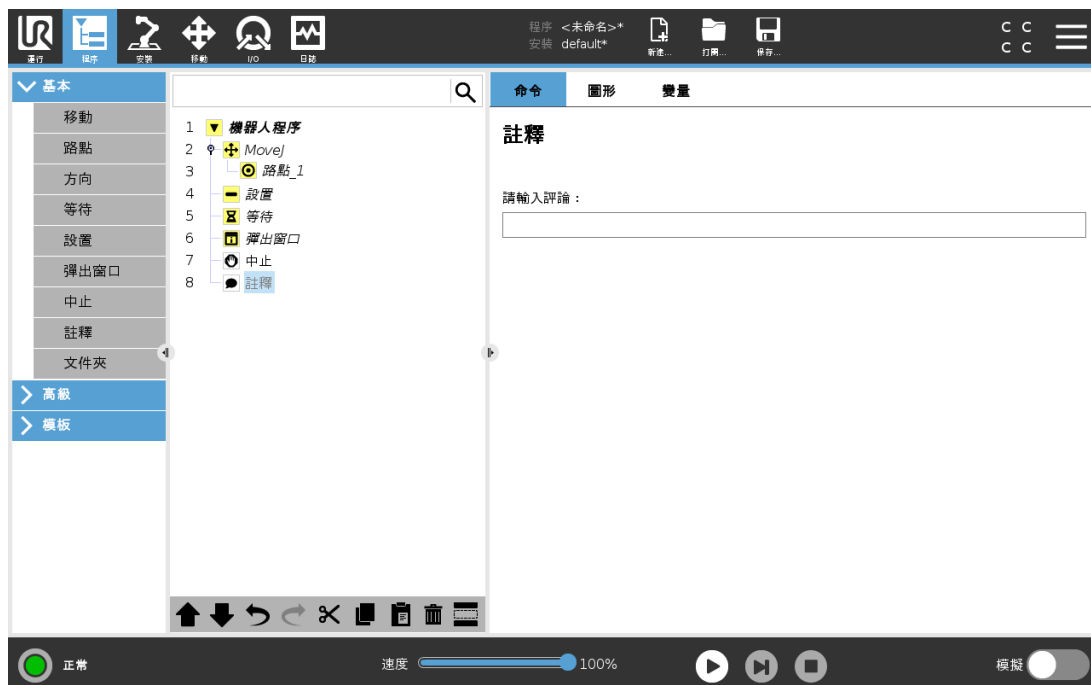 程序 <未命名>*
安裝 default*
運行
程序
安裝
移動
I/O
日誌
新建...
打開...
保存...
C C
C C
基本
移動
路點
方向
等待
設置
彈出窗口
中止
註釋
文件夾
高級
模板
1 機器人程序
2 MoveJ
3 路點_1
4 設置
5 等待
6 彈出窗口
7 中止
8 註釋
命令 圖形 變量
註釋
請輸入評論：
正常
速度 100%
模擬